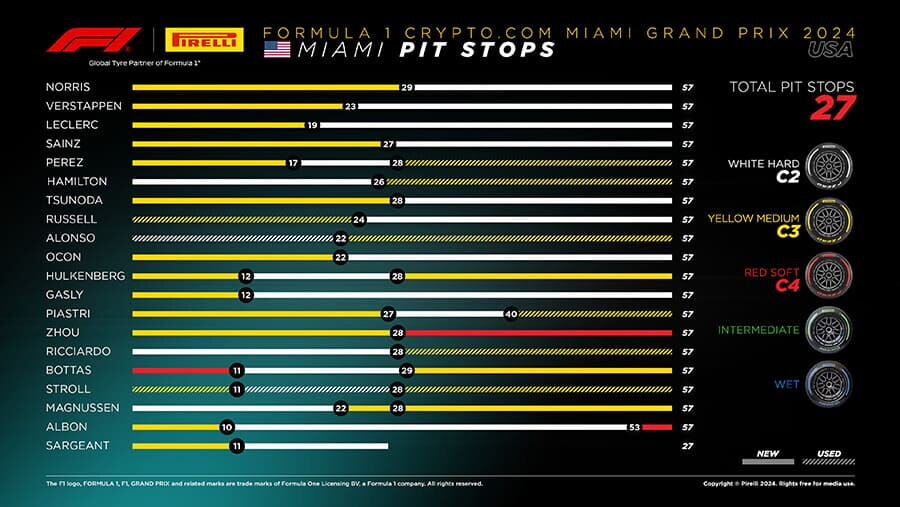 F1
PIRELLI
Global Tyre Partner of Formula 1®
FORMULA 1 CRYPTO.COM MIAMI GRAND PRIX 2024
MIAMI PIT STOPS
USA
NORRIS 29 57
VERSTAPPEN 23 57
LECLERC 19 57
SAINZ 27 57
PEREZ 17 28 57
HAMILTON 26 57
TSUNODA 28 57
RUSSELL 24 57
ALONSO 22 57
OCON 22 57
HULKENBERG 12 28 57
GASLY 12 57
PIASTRI 27 40 57
ZHOU 28 57
RICCIARDO 28 57
BOTTAS 11 29 57
STROLL 11 28 57
MAGNUSSEN 22 28 57
ALBON 10 53 57
SARGEANT 11 27
TOTAL PIT STOPS
27
WHITE HARD
C2
YELLOW MEDIUM
C3
RED SOFT
C4
INTERMEDIATE
WET
NEW USED
The F1 logo, FORMULA 1, F1, GRAND PRIX and related marks are trade marks of Formula One Licensing BV, a Formula 1 company. All rights reserved.
Copyright © Pirelli 2024. Rights free for media use.